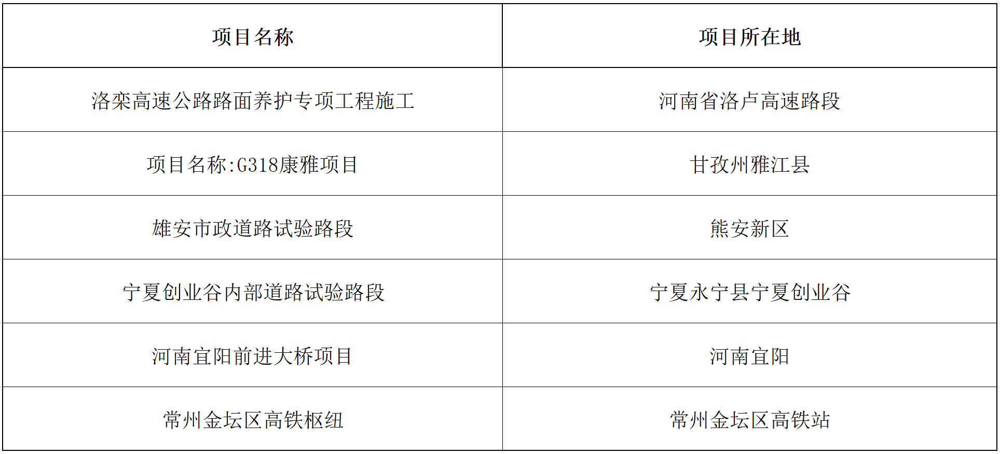 项目名称 项目所在地
洛栾高速公路路面养护专项工程施工 河南省洛卢高速路段
项目名称:G318康雅项目 甘孜州雅江县
雄安市政道路试验路段 熊安新区
宁夏创业谷内部道路试验路段 宁夏永宁县宁夏创业谷
河南宜阳前进大桥项目 河南宜阳
常州金坛区高铁枢纽 常州金坛区高铁站